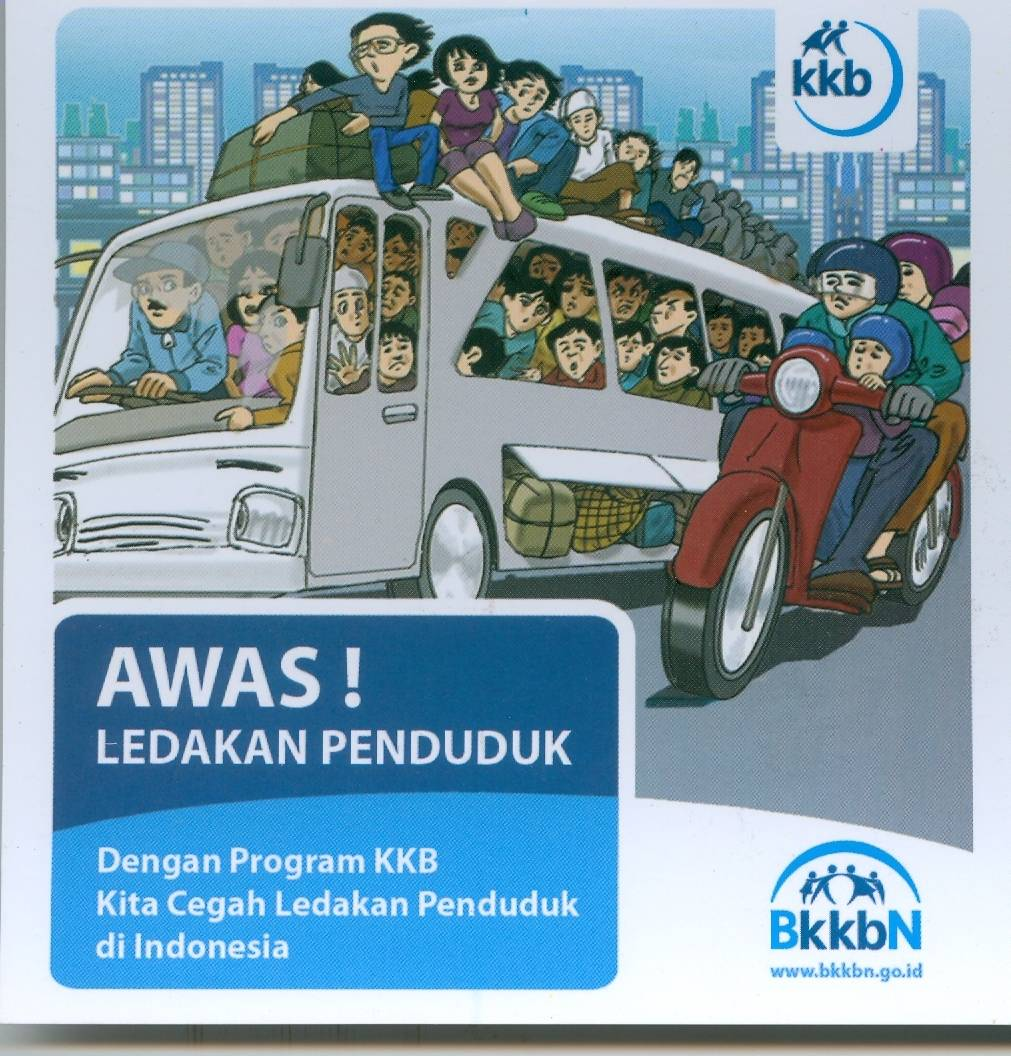 kkb
AWAS !
LEDAKAN PENDUDUK
Dengan Program KKB
Kita Cegah Ledakan Penduduk
di Indonesia
BkkbN
www.bkkbn.go.id